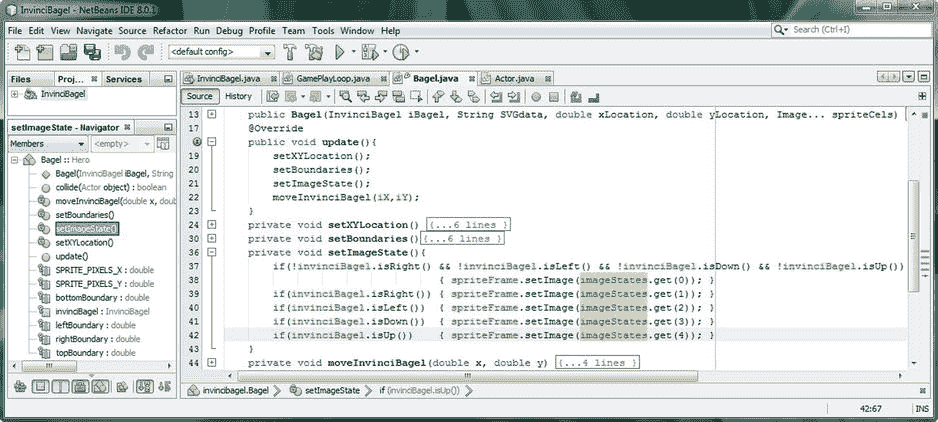 InvinciBagel - NetBeans IDE 8.0.1
File Edit View Navigate Source Refactor Run Debug Profile Team Tools Window Help
Search (Ctrl+I)
<default config>
Files Proj... Services
InvinciBagel
setImageState - Navigator
Members <empty>
Bagel :: Hero
Bagel(InvinciBagel iBagel, String
collide(Actor object) : boolean
moveInvinciBagel(double x, doub
setBoundaries()
setImageState()
setXYLocation()
update()
SPRITE_PIXELS_X : double
SPRITE_PIXELS_Y : double
bottomBoundary : double
invinciBagel : InvinciBagel
leftBoundary : double
rightBoundary : double
topBoundary : double
InvinciBagel.java GamePlayLoop.java Bagel.java Actor.java
Source History
13 public Bagel(InvinciBagel iBagel, String SVGdata, double xLocation, double yLocation, Image... spriteCels)
17 @Override
public void update(){
19 setXYLocation();
20 setBoundaries();
21 setImageState();
22 moveInvinciBagel(iX,iY);
23 }
24 private void setXYLocation() {...6 lines }
30 private void setBoundaries() {...6 lines }
36 private void setImageState(){
37 if(!invinciBagel.isRight() && !invinciBagel.isLeft() && !invinciBagel.isDown() && !invinciBagel.isUp())
38 { spriteFrame.setImage(imageStates.get(0)); }
39 if(invinciBagel.isRight()) { spriteFrame.setImage(imageStates.get(1)); }
40 if(invinciBagel.isLeft()) { spriteFrame.setImage(imageStates.get(2)); }
41 if(invinciBagel.isDown()) { spriteFrame.setImage(imageStates.get(3)); }
42 if(invinciBagel.isUp()) { spriteFrame.setImage(imageStates.get(4)); }
43 }
44 private void moveInvinciBagel(double x, double y) {...4 lines }
invincibagel.Bagel setImageState if (invinciBagel.isUp())
42:67 INS